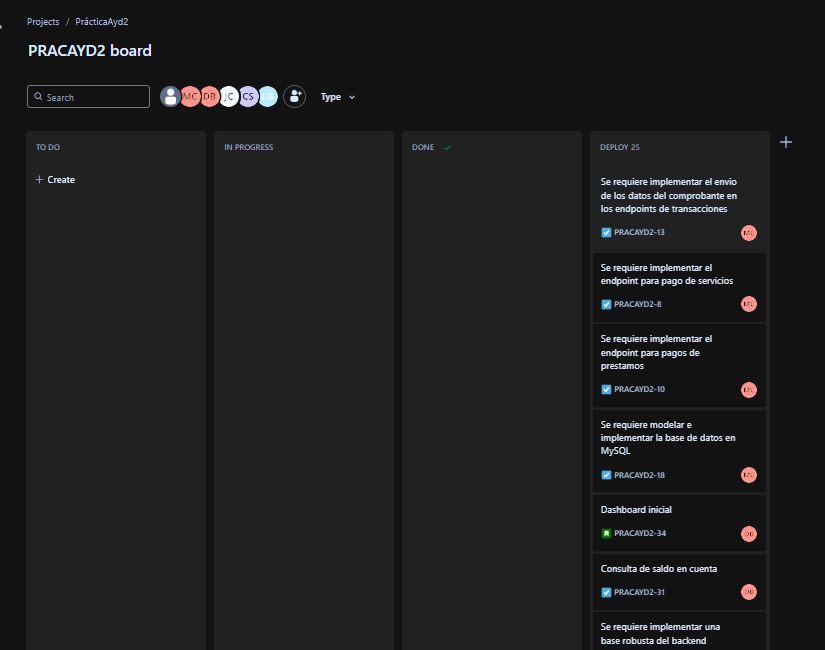 Projects / PrácticaAyd2
PRACAYD2 board
Search
MC DB JC CS
Type
TO DO
+ Create
IN PROGRESS
DONE
DEPLOY 25
Se requiere implementar el envio
de los datos del comprobante en
los endpoints de transacciones
PRACAYD2-13
MC
Se requiere implementar el
endpoint para pago de servicios
PRACAYD2-8
MC
Se requiere implementar el
endpoint para pagos de
prestamos
PRACAYD2-10
MC
Se requiere modelar e
implementar la base de datos en
MySQL
PRACAYD2-18
MC
Dashboard inicial
PRACAYD2-34
DB
Consulta de saldo en cuenta
PRACAYD2-31
DB
Se requiere implementar una
base robusta del backend